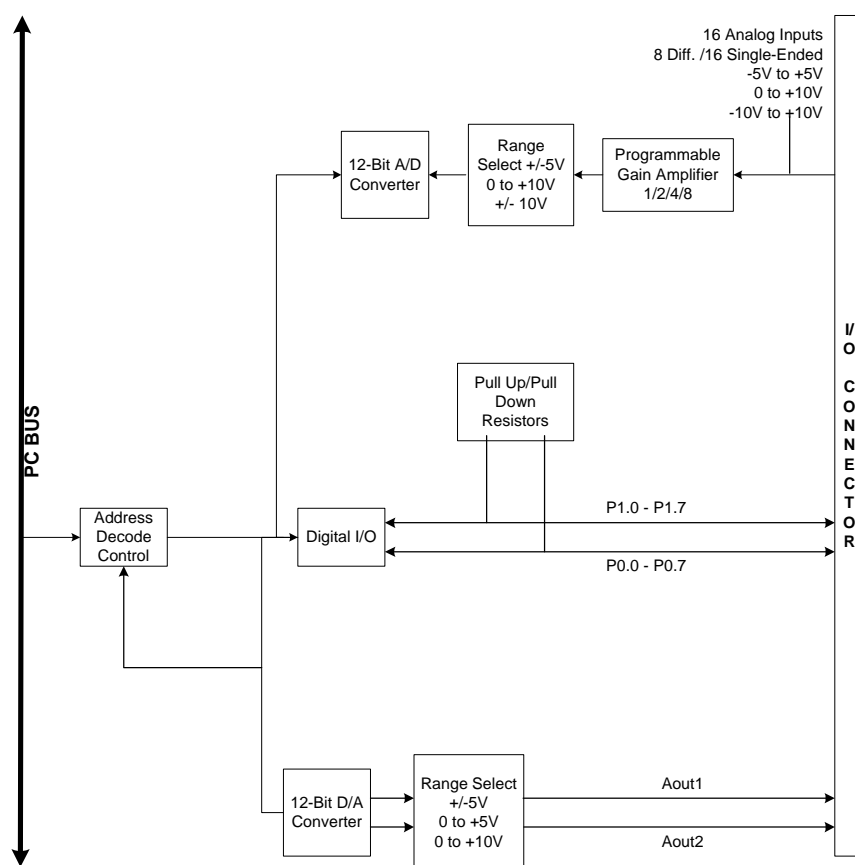 16 Analog Inputs
8 Diff. /16 Single-Ended
-5V to +5V
0 to +10V
-10V to +10V
12-Bit A/D
Converter
Range
Select +/-5V
0 to +10V
+/- 10V
Programmable
Gain Amplifier
1/2/4/8
Pull Up/Pull
Down
Resistors
PC BUS
I/O CONNECTOR
Address
Decode
Control
Digital I/O
P1.0 - P1.7
P0.0 - P0.7
12-Bit D/A
Converter
Range Select
+/-5V
0 to +5V
0 to +10V
Aout1
Aout2